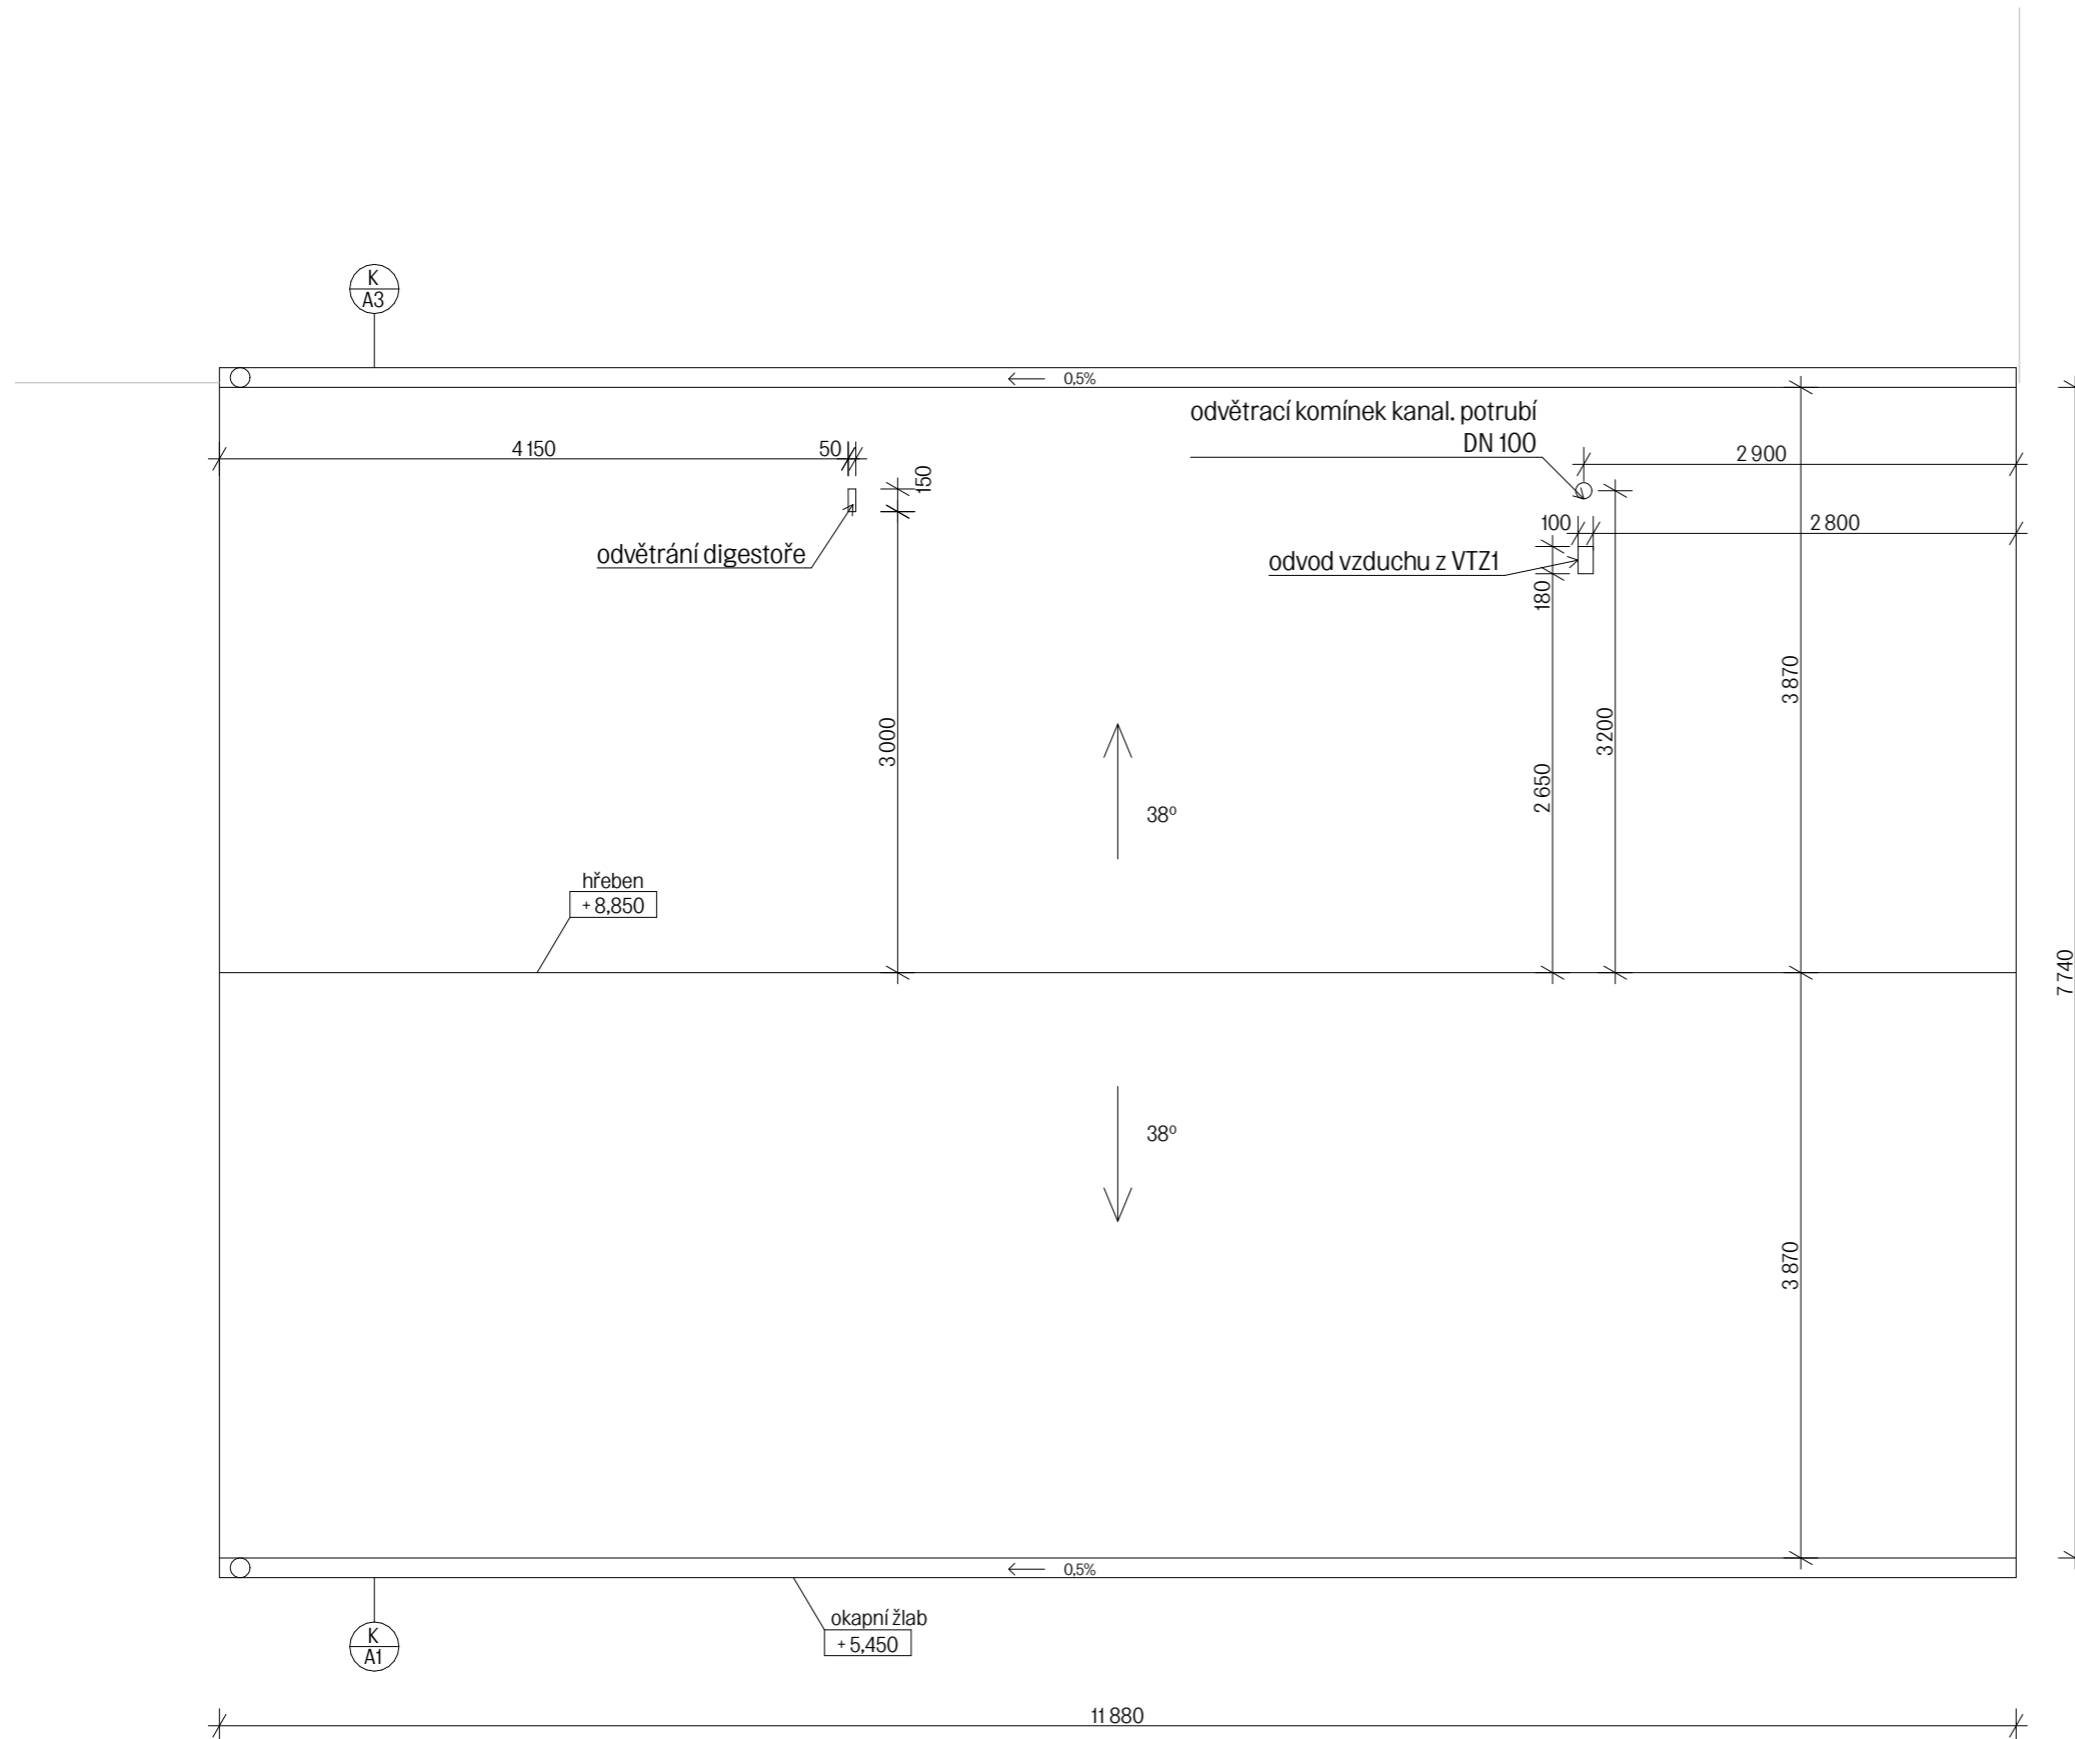 K
A3
0,5%
odvětrací komínek kanal. potrubí
DN 100
4 150
50
150
2 900
100
2 800
odvětrání digestoře
odvod vzduchu z VTZ1
180
3 870
3 200
3 000
2 650
38º
hřeben
+ 8,850
7 740
38º
3 870
0,5%
okapní žlab
+ 5,450
K
A1
11 880